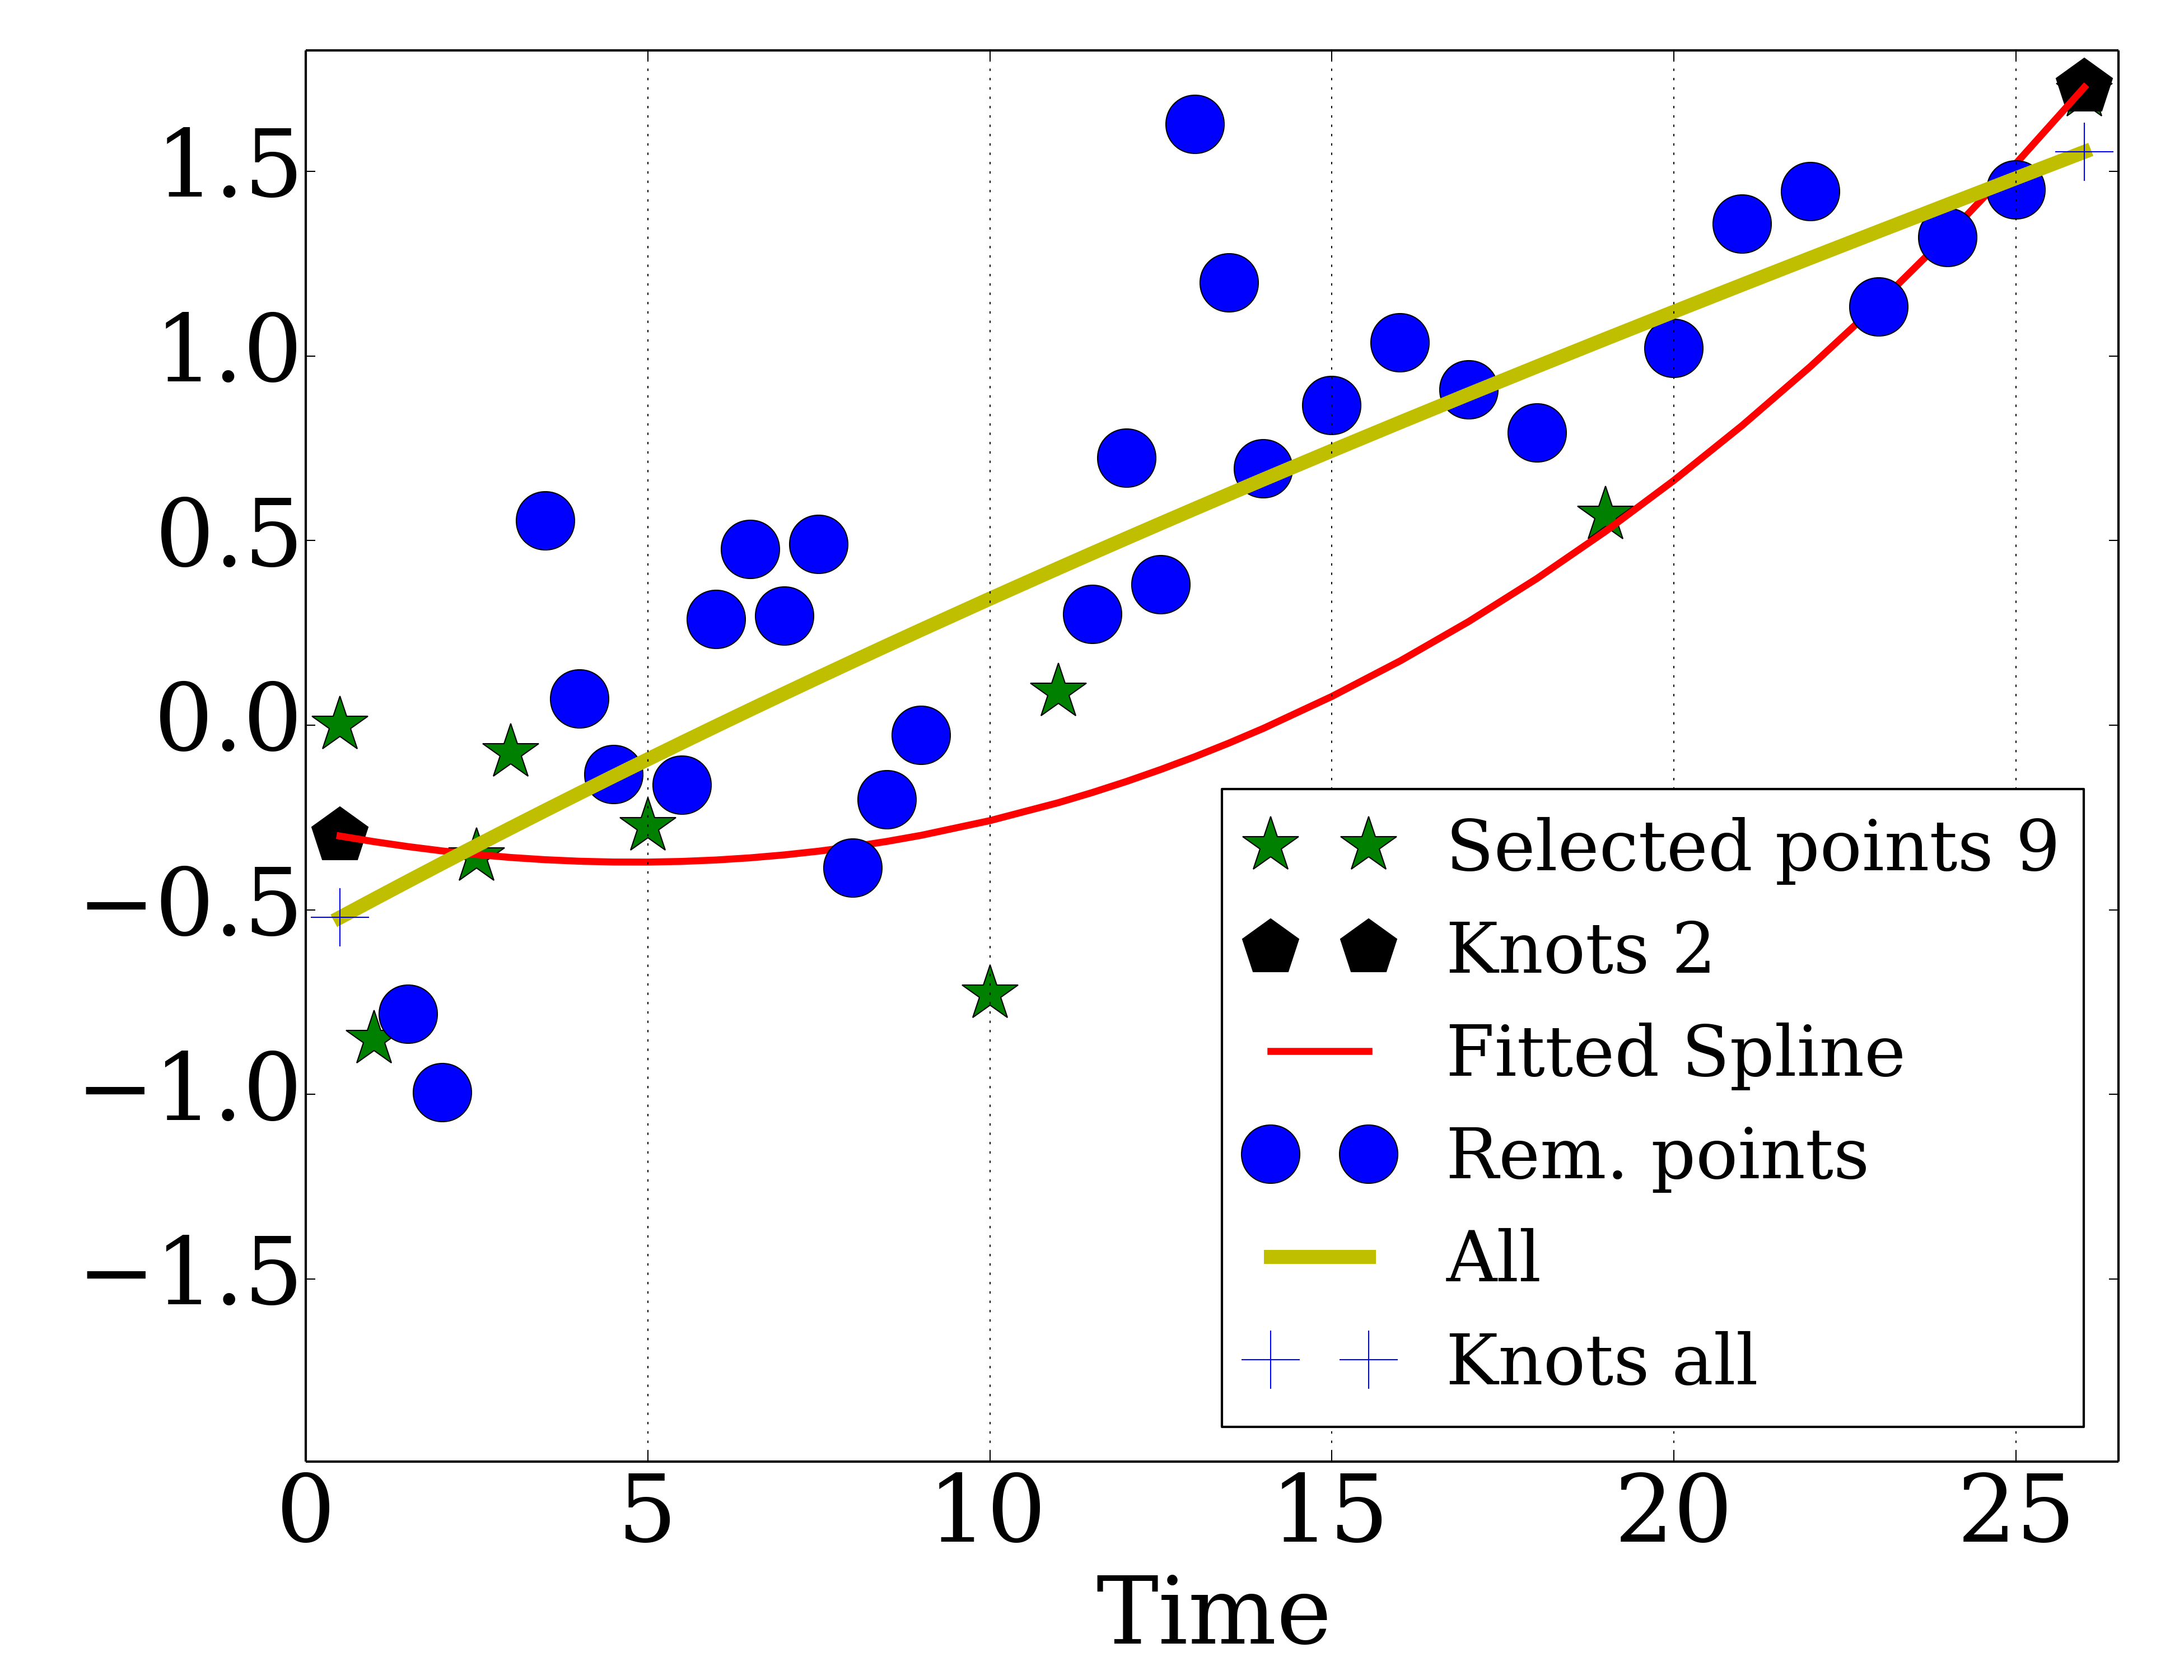 1.5
1.0
0.5
0.0
−0.5
−1.0
−1.5
Selected points 9
Knots 2
Fitted Spline
Rem. points
All
Knots all
0 5 10 15 20 25
Time